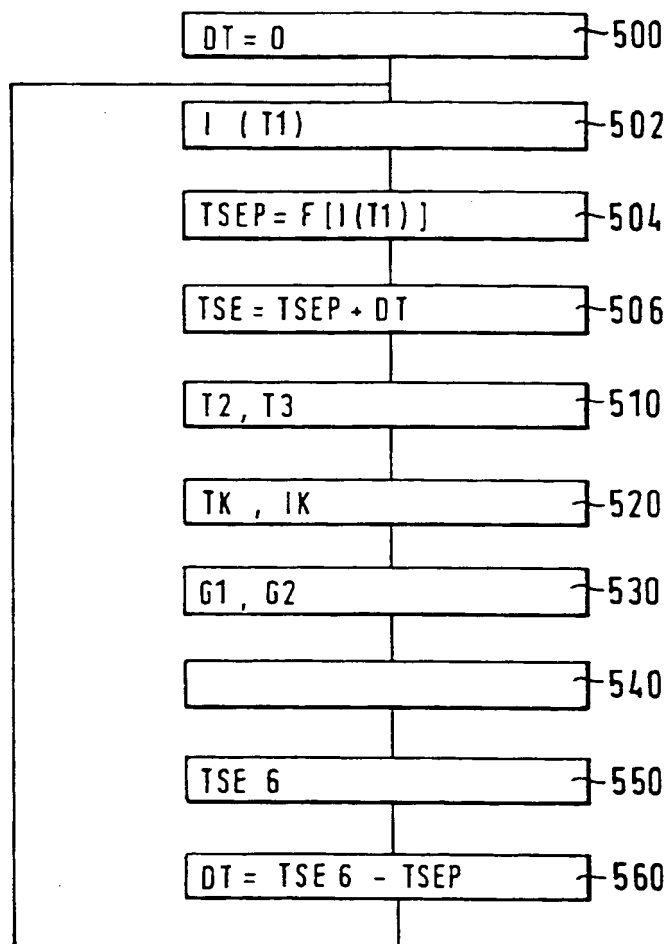 DT = 0 500
I (T1) 502
TSEP = F [I(T1)] 504
TSE = TSEP + DT 506
T2, T3 510
TK, IK 520
G1, G2 530
540
TSE 6 550
DT = TSE 6 - TSEP 560